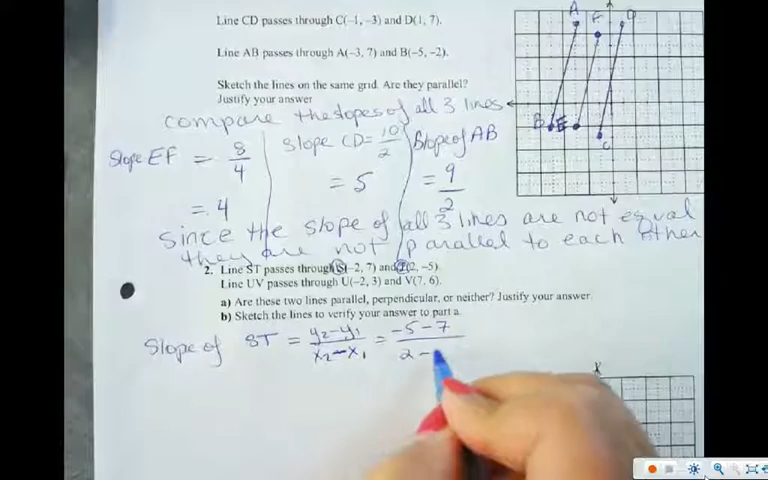 Line CD passes through C(−1, −3) and D(1, 7).
Line AB passes through A(−3, 7) and B(−5, −2).
Sketch the lines on the same grid. Are they parallel?
Justify your answer
compare the slopes of all 3 lines
A F D
B E C
Slope EF = 8/4
= 4
Slope CD = 10/2
= 5
Slope of AB
= 9/2
since the slope of all 3 lines are not equal
they are not parallel to each other
2. Line ST passes through S(−2, 7) and T(2, −5).
Line UV passes through U(−2, 3) and V(7, 6).
a) Are these two lines parallel, perpendicular, or neither? Justify your answer.
b) Sketch the lines to verify your answer to part a.
Slope of ST = y₂−y₁/x₂−x₁ = −5−7/2−